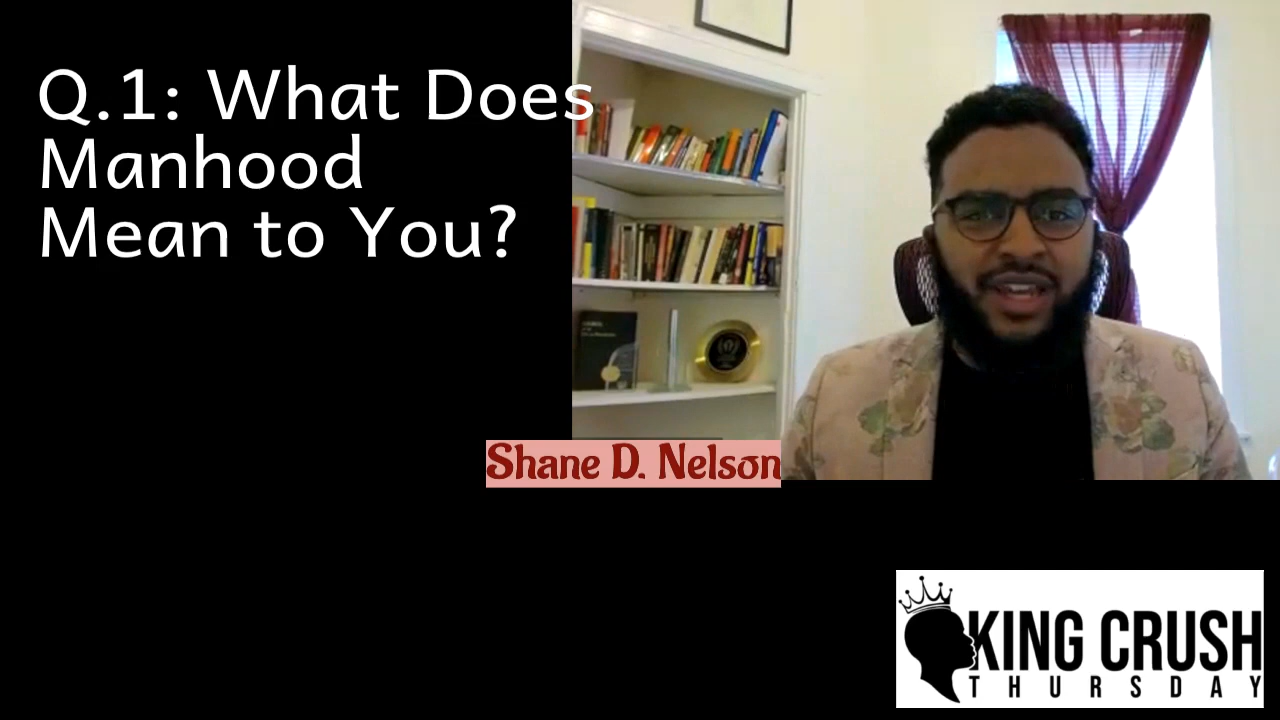 Q.1: What Does
Manhood
Mean to You?
Shane D. Nelson
KING CRUSH
THURSDAY